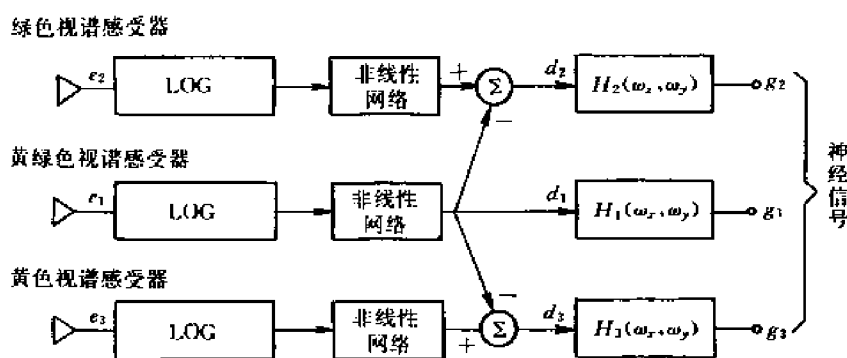 绿色视谱感受器
e₂
LOG
非线性
网络
+
Σ
−
d₂
H₂(ωₓ,ω_y)
g₂
黄绿色视谱感受器
e₁
LOG
非线性
网络
d₁
H₁(ωₓ,ω_y)
g₁
神经信号
黄色视谱感受器
e₃
LOG
非线性
网络
+
Σ
−
d₃
H₃(ωₓ,ω_y)
g₃